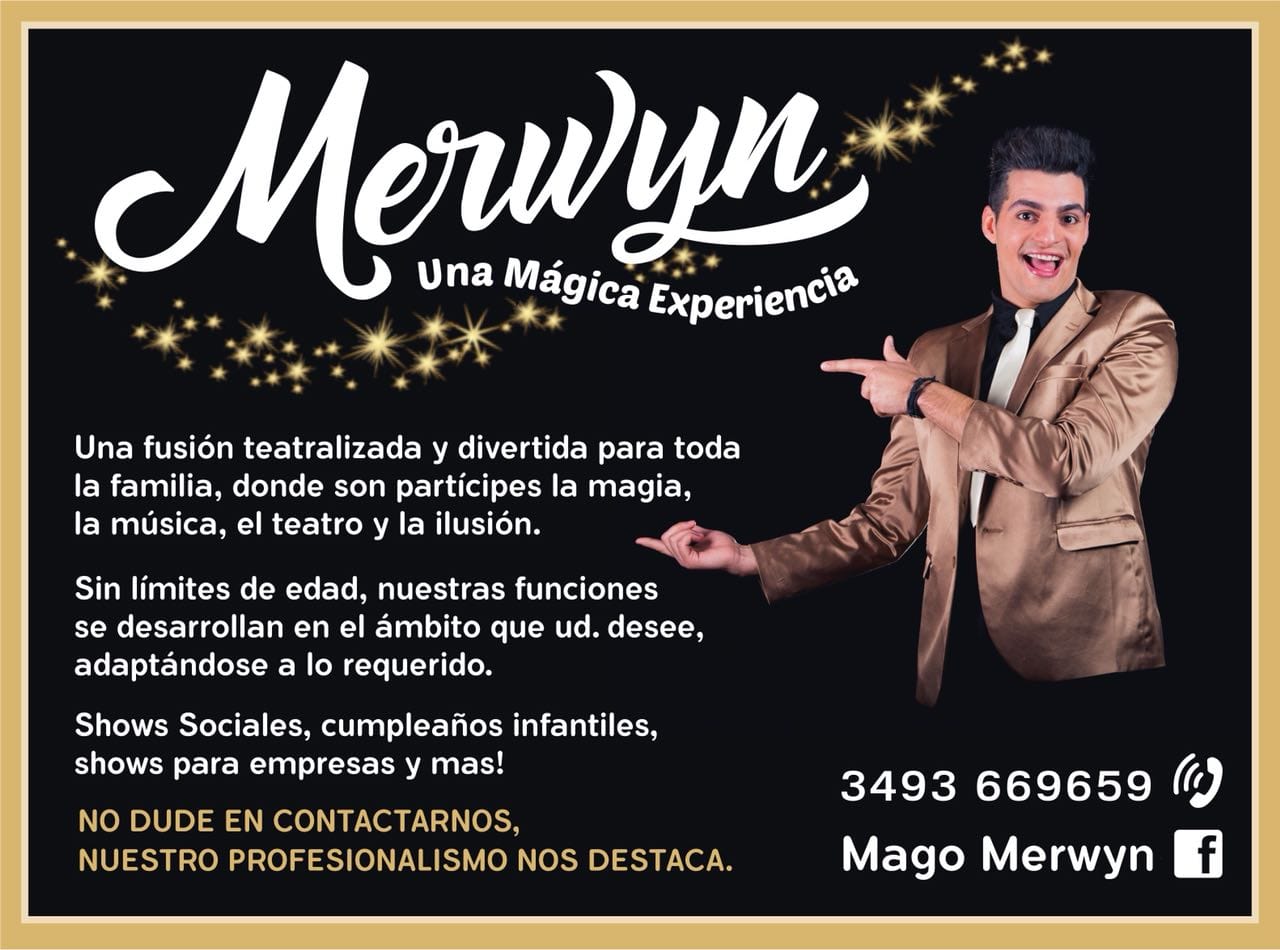 Merwyn
Una Mágica Experiencia
Una fusión teatralizada y divertida para toda
la familia, donde son partícipes la magia,
la música, el teatro y la ilusión.
Sin límites de edad, nuestras funciones
se desarrollan en el ámbito que ud. desee,
adaptándose a lo requerido.
Shows Sociales, cumpleaños infantiles,
shows para empresas y mas!
NO DUDE EN CONTACTARNOS,
NUESTRO PROFESIONALISMO NOS DESTACA.
3493 669659
Mago Merwyn f